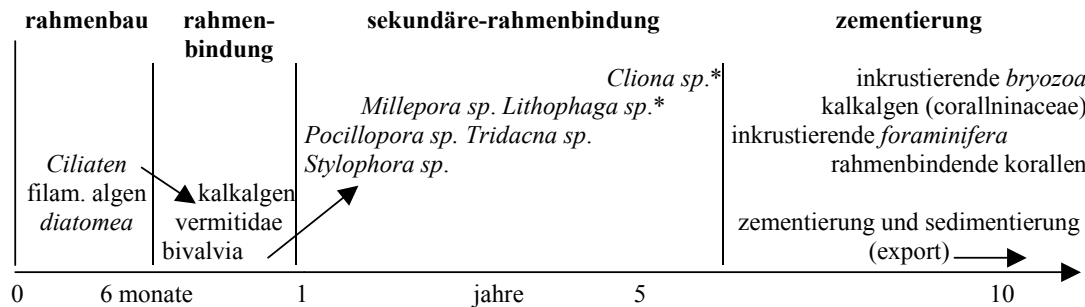 rahmenbau rahmen- sekundäre-rahmenbindung zementierung
bindung
Cliona sp.* inkrustierende bryozoa
Millepora sp. Lithophaga sp.* kalkalgen (corallninaceae)
Pocillopora sp. Tridacna sp. inkrustierende foraminifera
Ciliaten Stylophora sp. rahmenbindende korallen
filam. algen kalkalgen
diatomea vermitidae zementierung und sedimentierung
bivalvia (export)
0 6 monate 1 jahre 5 10